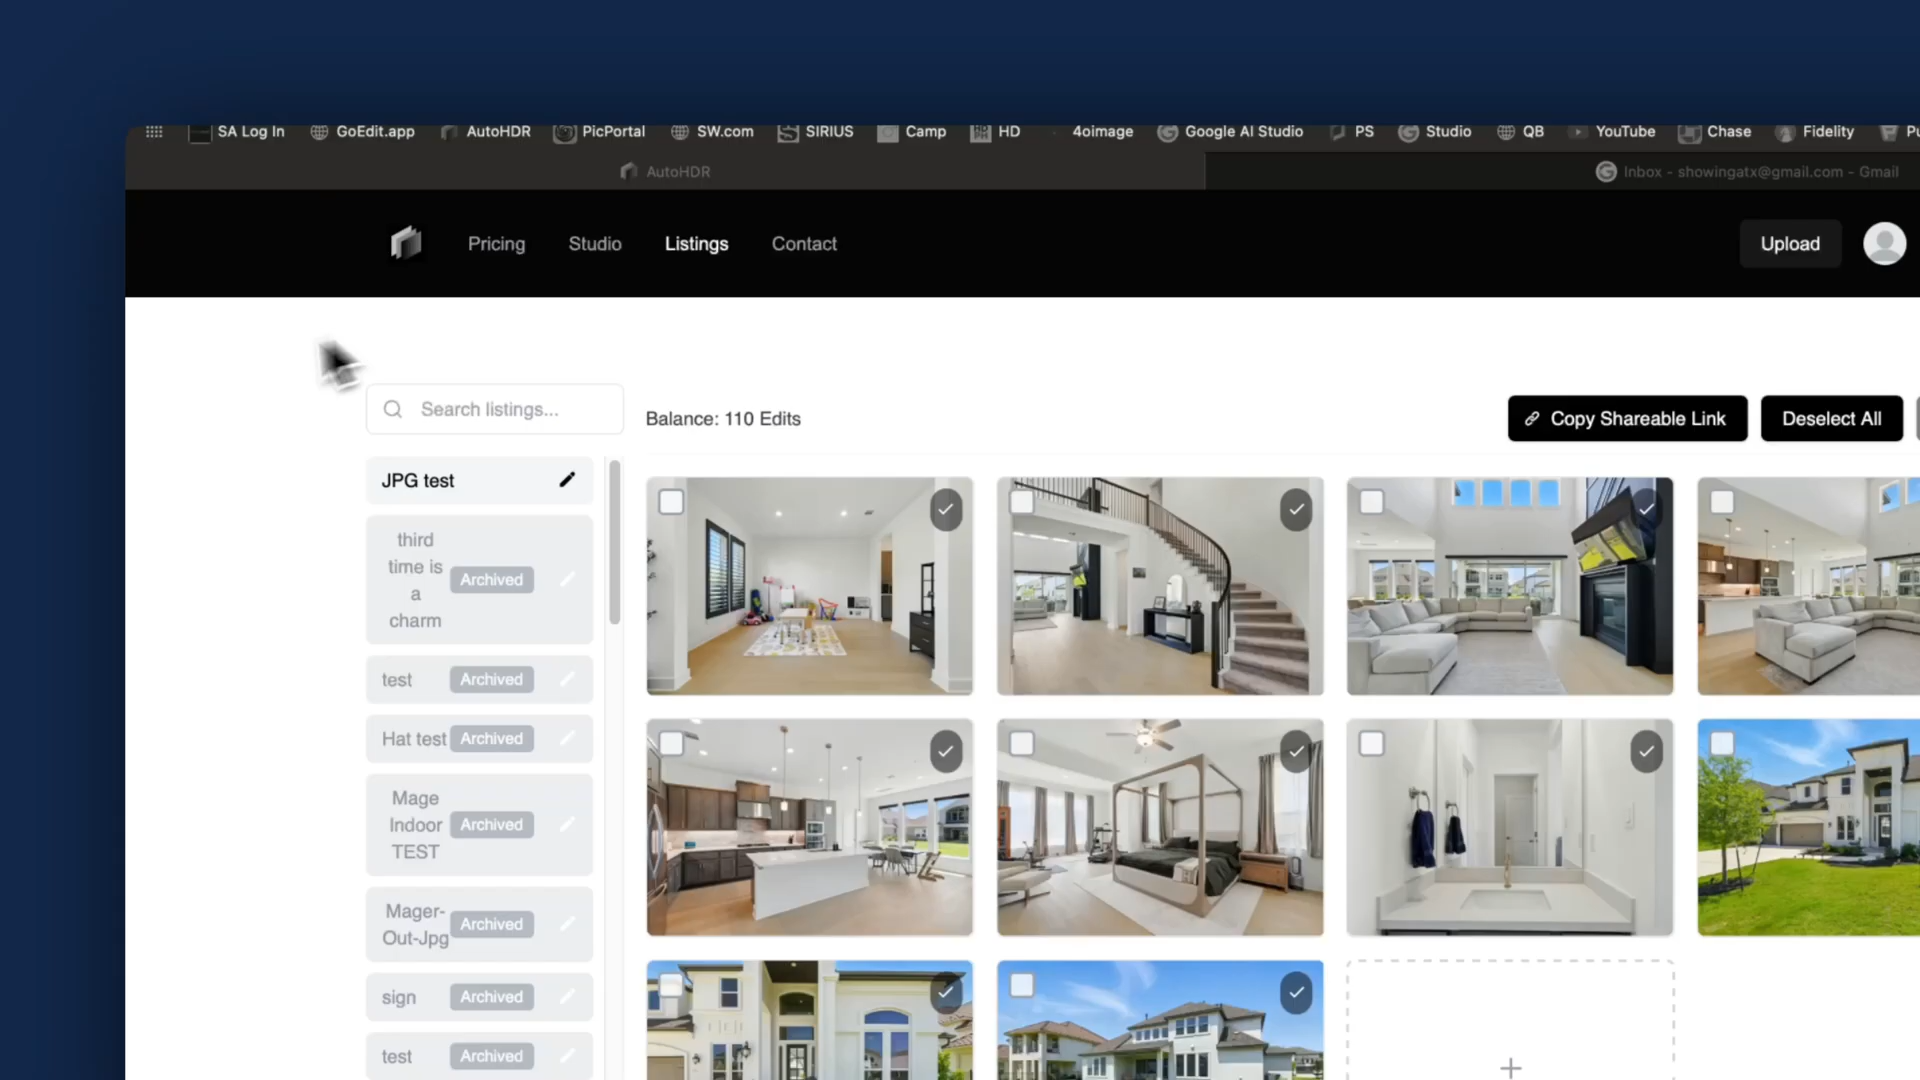 SA Log In GoEdit.app AutoHDR PicPortal SW.com SIRIUS Camp HD 4oimage Google AI Studio PS Studio QB YouTube Chase Fidelity
AutoHDR Inbox - showingatx@gmail.com - Gmail
Pricing Studio Listings Contact Upload
Search listings... Balance: 110 Edits Copy Shareable Link Deselect All
JPG test
third
time is
a
charm
Archived
test Archived
Hat test Archived
Mage
Indoor
TEST
Archived
Mager-
Out-Jpg
Archived
sign Archived
test Archived